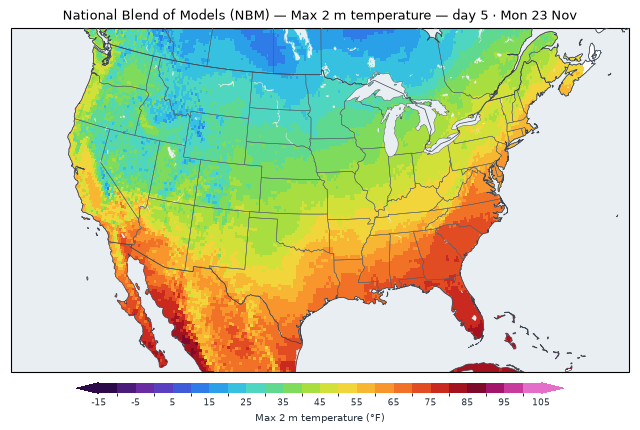 National Blend of Models (NBM) — Max 2 m temperature — day 5 · Mon 23 Nov
-15 -5 5 15 25 35 45 55 65 75 85 95 105
Max 2 m temperature (°F)